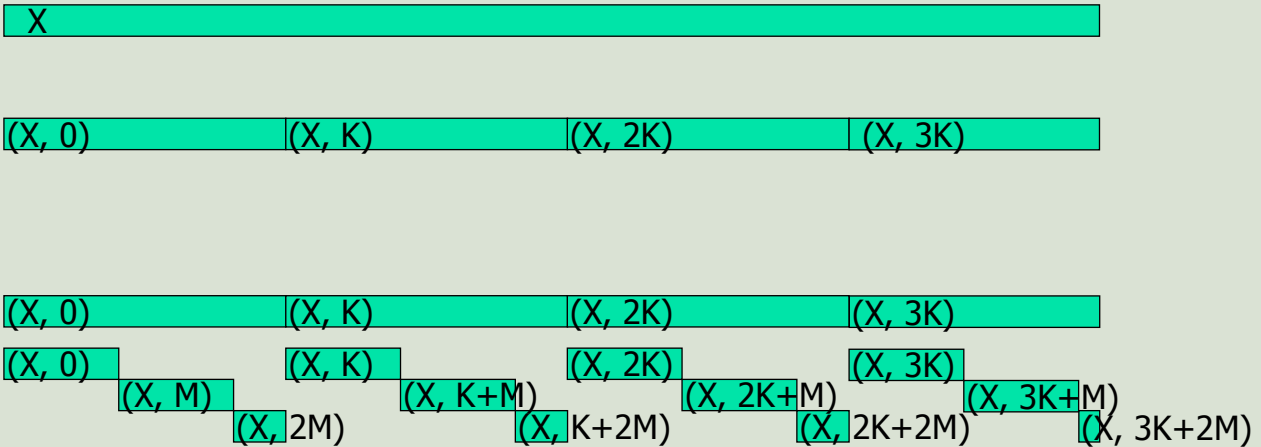 X
(X, 0) (X, K) (X, 2K) (X, 3K)
(X, 0) (X, K) (X, 2K) (X, 3K)
(X, 0) (X, K) (X, 2K) (X, 3K)
(X, M) (X, K+M) (X, 2K+M) (X, 3K+M)
(X, 2M) (X, K+2M) (X, 2K+2M) (X, 3K+2M)